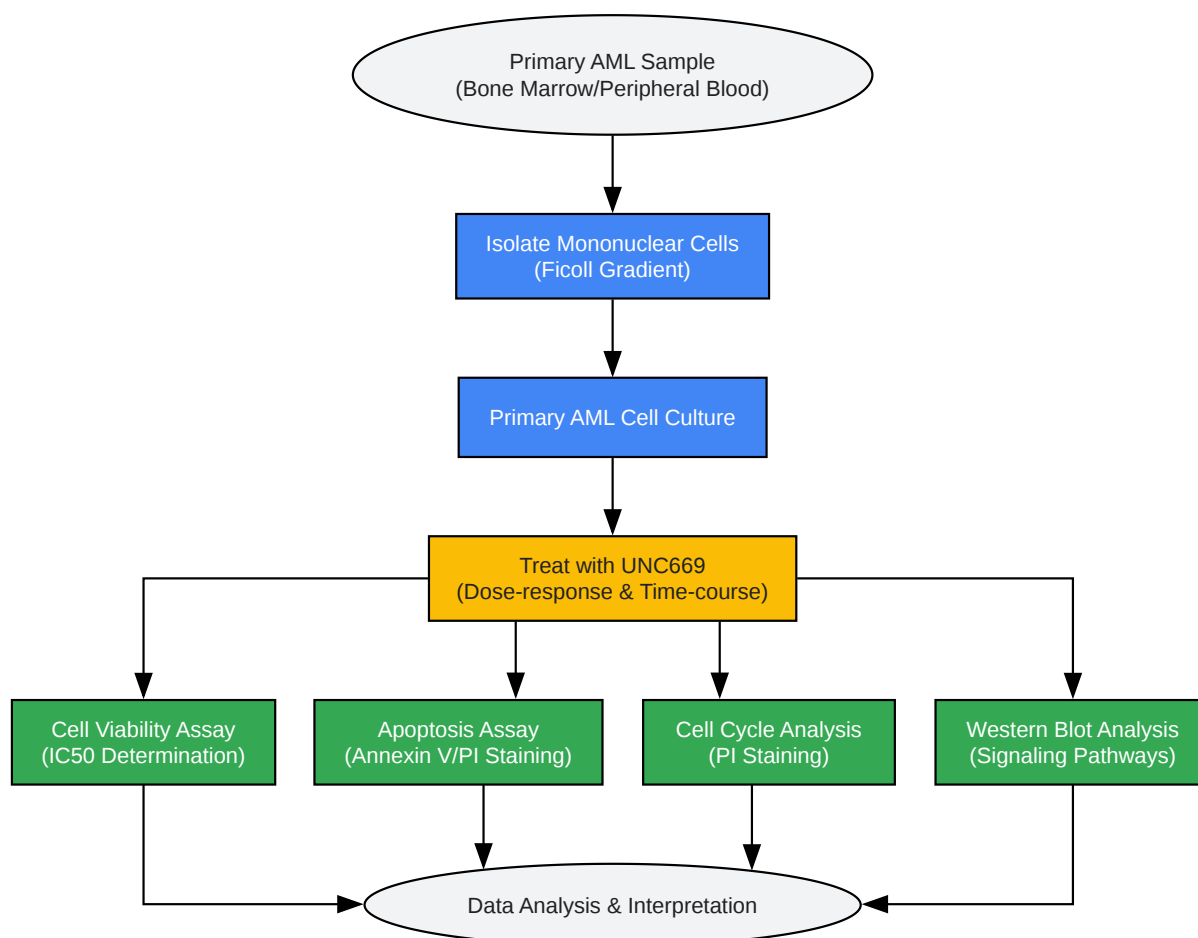 Primary AML Sample
(Bone Marrow/Peripheral Blood)
Isolate Mononuclear Cells
(Ficoll Gradient)
Primary AML Cell Culture
Treat with UNC669
(Dose-response & Time-course)
Cell Viability Assay
(IC50 Determination)
Apoptosis Assay
(Annexin V/PI Staining)
Cell Cycle Analysis
(PI Staining)
Western Blot Analysis
(Signaling Pathways)
Data Analysis & Interpretation